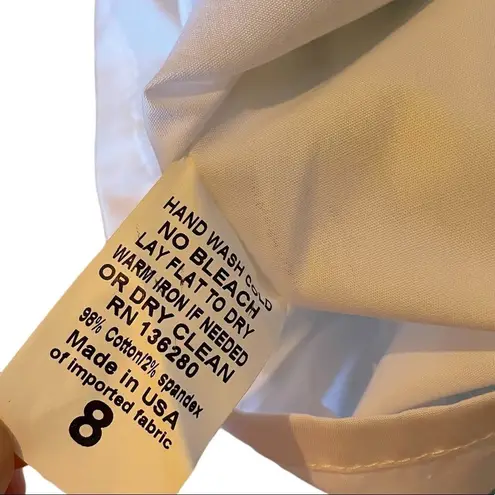 HAND WASH COLD
NO BLEACH
LAY FLAT TO DRY
WARM IRON IF NEEDED
OR DRY CLEAN
RN 136280
98% Cotton/2% spandex
Made in USA
of imported fabric
8